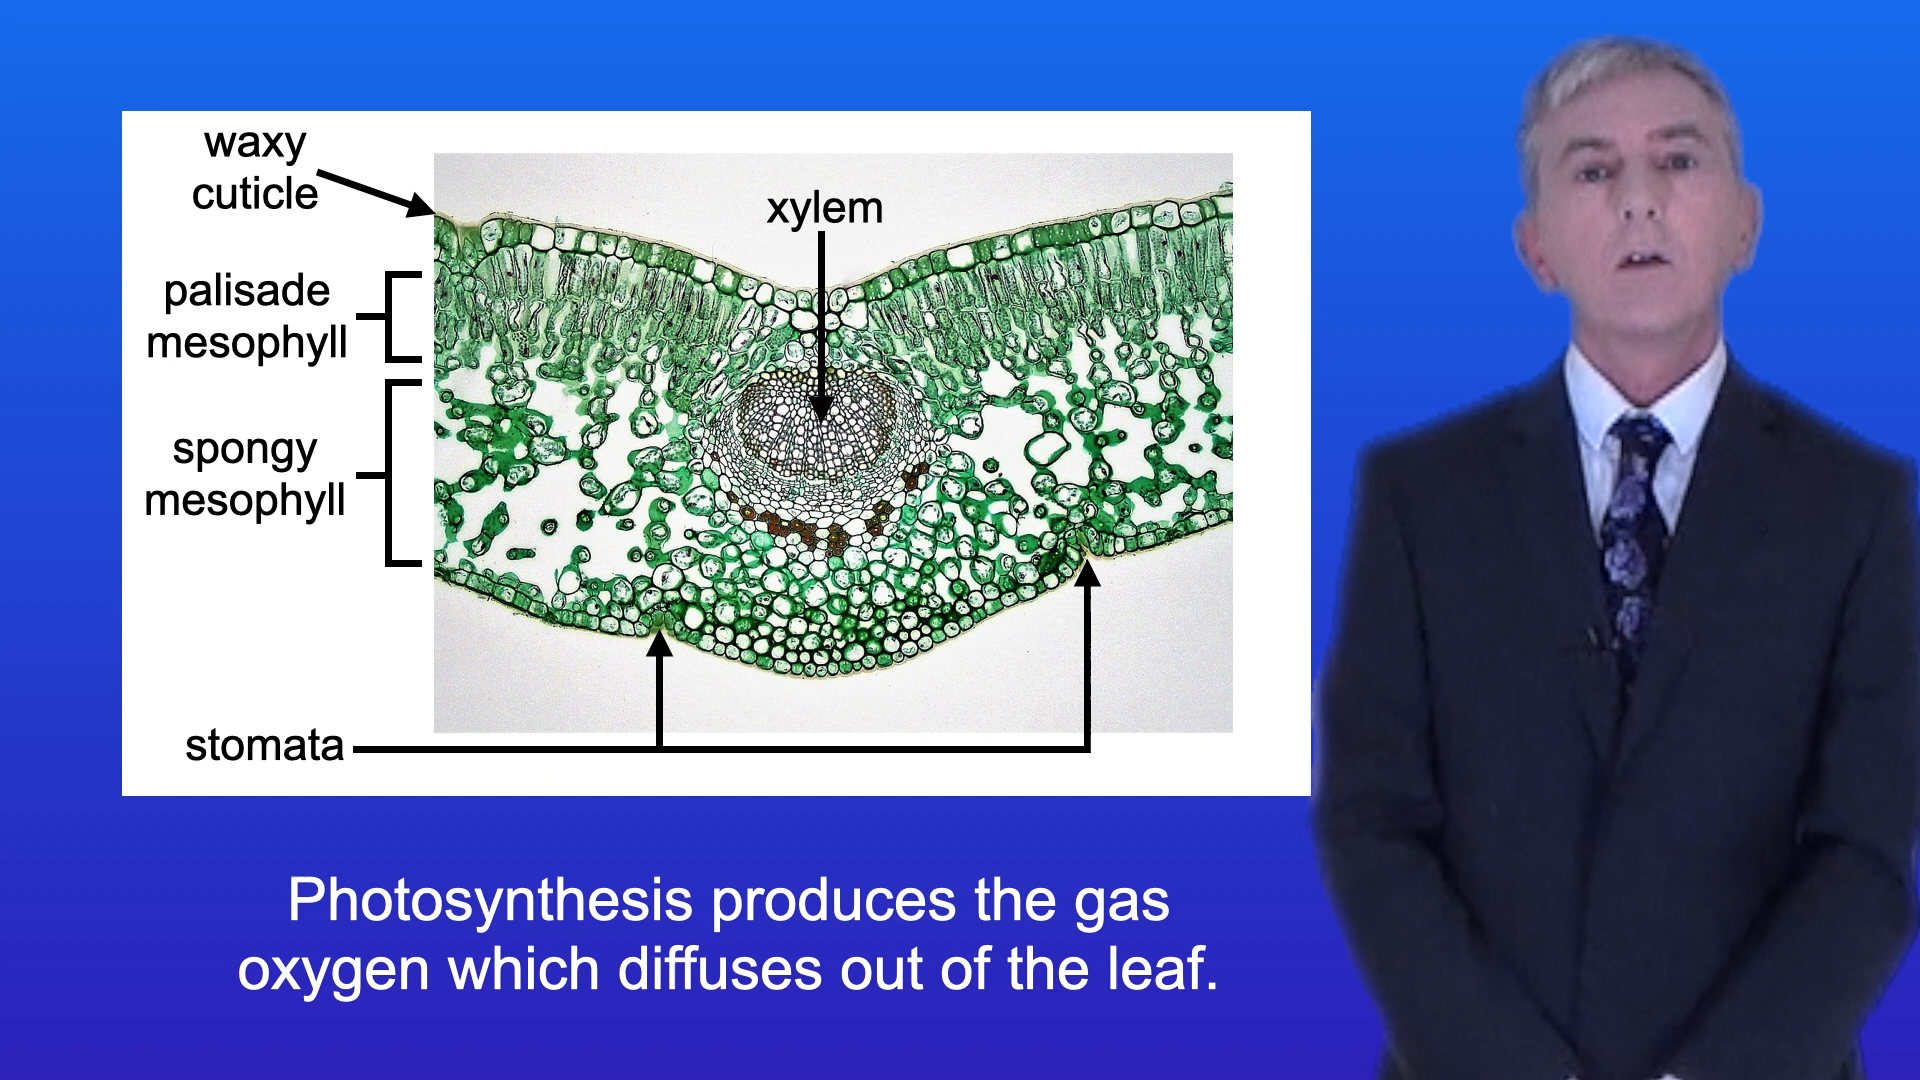 waxy
cuticle
xylem
palisade
mesophyll
spongy
mesophyll
stomata
Photosynthesis produces the gas
oxygen which diffuses out of the leaf.